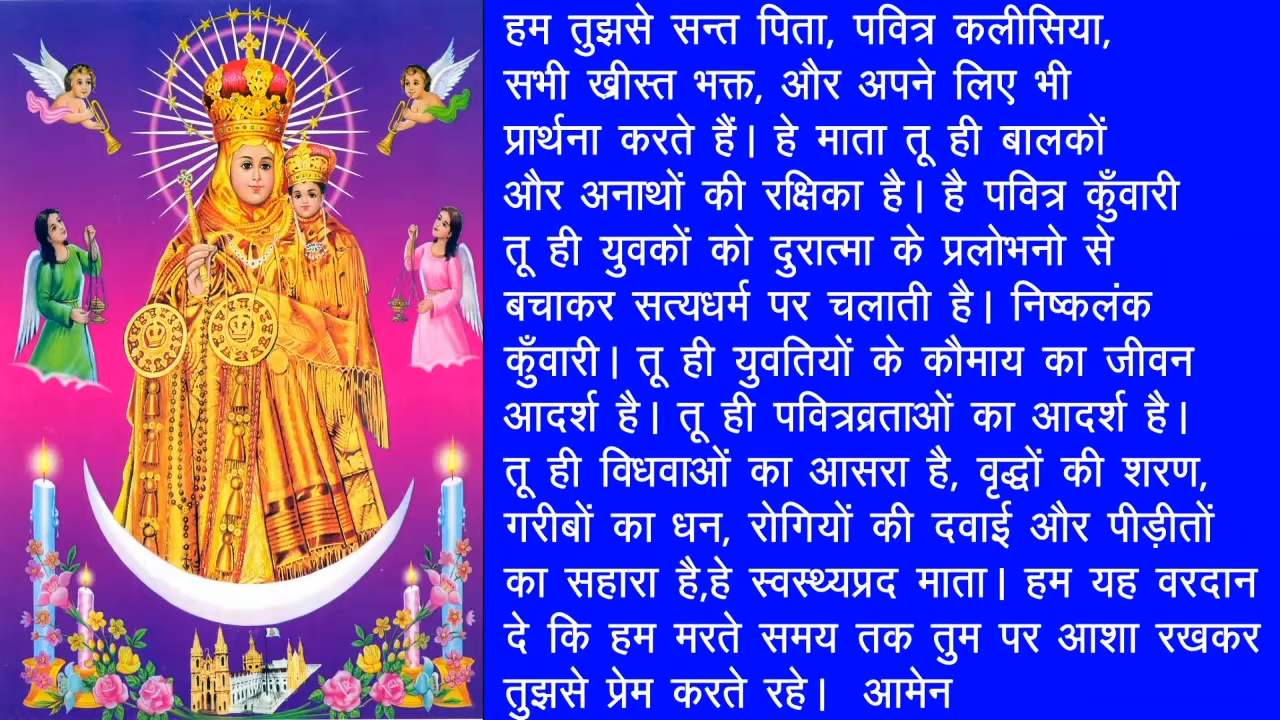 हम तुझसे सन्त पिता, पवित्र कलीसिया,
सभी ख्रीस्त भक्त, और अपने लिए भी
प्रार्थना करते हैं। हे माता तू ही बालकों
और अनाथों की रक्षिका है। है पवित्र कुँवारी
तू ही युवकों को दुरात्मा के प्रलोभनो से
बचाकर सत्यधर्म पर चलाती है। निष्कलंक
कुँवारी। तू ही युवतियों के कौमाय का जीवन
आदर्श है। तू ही पवित्रव्रताओं का आदर्श है।
तू ही विधवाओं का आसरा है, वृद्धों की शरण,
गरीबों का धन, रोगियों की दवाई और पीड़ीतों
का सहारा है,हे स्वस्थ्यप्रद माता। हम यह वरदान
दे कि हम मरते समय तक तुम पर आशा रखकर
तुझसे प्रेम करते रहे। आमेन